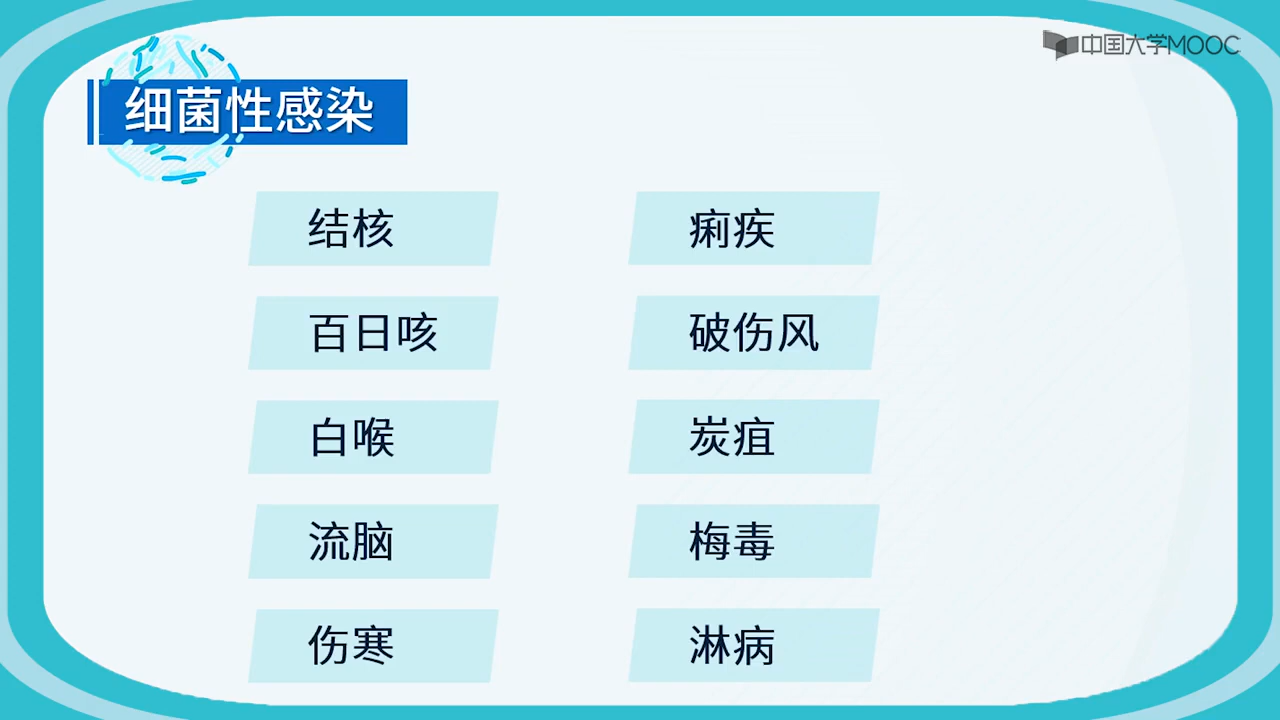 中国大学MOOC
细菌性感染
结核
痢疾
百日咳
破伤风
白喉
炭疽
流脑
梅毒
伤寒
淋病